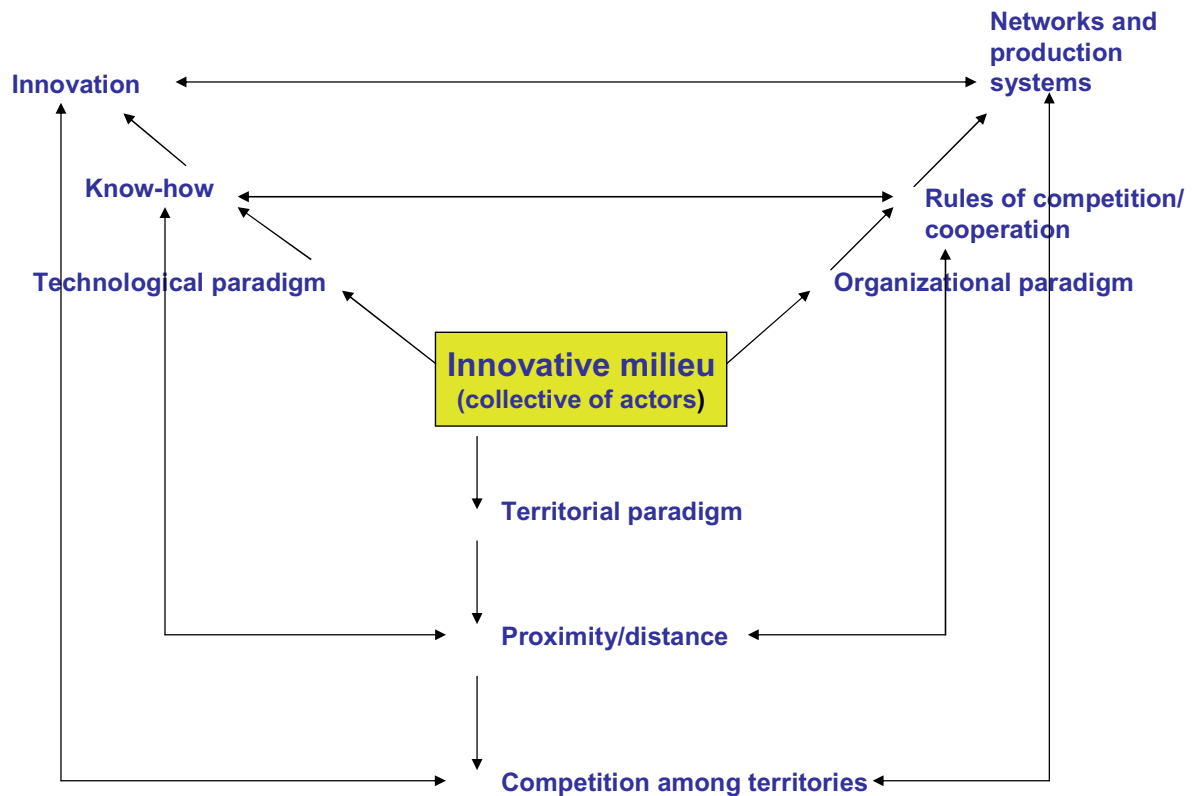 Networks and
production
systems
Innovation
Know-how
Rules of competition/
cooperation
Technological paradigm
Organizational paradigm
Innovative milieu
(collective of actors)
Territorial paradigm
Proximity/distance
Competition among territories